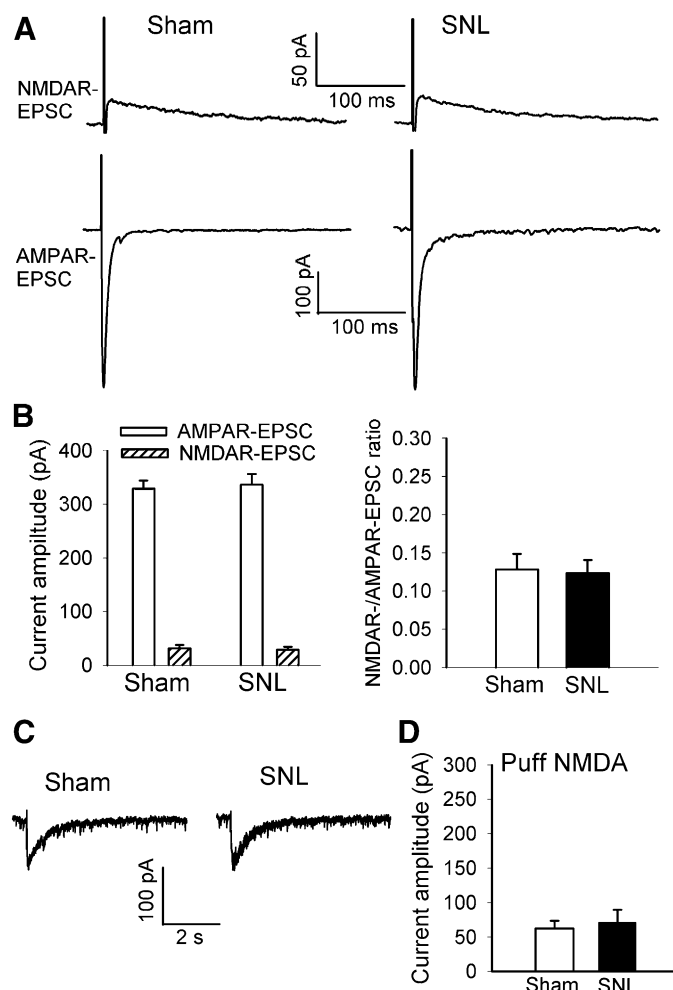 A
Sham
SNL
NMDAR-
EPSC
50 pA
100 ms
AMPAR-
EPSC
100 pA
100 ms
B
AMPAR-EPSC
NMDAR-EPSC
Current ampiltude (pA)
400
300
200
100
0
Sham
SNL
NMDAR-/AMPAR-EPSC ratio
0.30
0.25
0.20
0.15
0.10
0.05
0.00
Sham
SNL
C
Sham
SNL
100 pA
2 s
D
Puff NMDA
Current amplitude (pA)
300
250
200
150
100
50
0
Sham
SNL